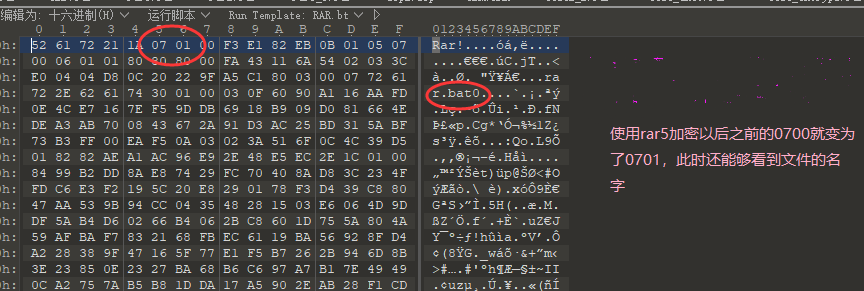 编辑为: 十六进制(H) 运行脚本 Run Template: RAR.bt
0 1 2 3 4 5 6 7 8 9 A B C D E F 0123456789ABCDEF
0h: 52 61 72 21 1A 07 01 00 F3 E1 82 EB 0B 01 05 07 Rar!....óá‚ë....
0h: 00 06 01 01 80 80 80 00 FA 43 11 6A 54 02 03 3C ....€€€.úC.jT..<
0h: E0 04 04 D8 0C 20 22 9F A5 C1 80 03 00 07 72 61 à..Ø. "Ÿ¥Á€...ra
0h: 72 2E 62 61 74 30 01 00 03 0F 60 90 A1 16 AA FD r.bat0....`.¡.ªý
0h: 0E 4C E7 16 7E F5 9D DB 69 18 B9 09 D0 81 66 4E
0h: DE A3 AB 70 08 43 67 2A 91 D3 AC 25 BD 31 5A BF Þ£«p.Cg*‘Ó¬%½1Z¿
0h: 73 B3 FF 00 EA F5 0A 03 02 3A 51 6F 0C 4C 39 D5 s³ÿ.êõ...:Qo.L9Õ
0h: 01 82 82 AE A1 AC 96 E9 2E 48 E5 EC 2E 1C 01 00 .‚‚®¡¬–é.Håì....
0h: 84 99 B2 DD 8A E8 74 29 FC 70 40 8A D8 3C 23 4F „™²ÝŠèt)üp@ŠØ<#O
0h: FD C6 E3 F2 19 5C 20 E8 29 01 78 F3 D4 39 C8 80 ýÆãò.\ è).xóÔ9È€
0h: 47 AA 53 9B 94 CC 04 35 48 28 15 03 E6 06 4D 9D GªS›”Ì.5H(..æ.M.
0h: DF 5A B4 D6 02 66 B4 06 2B C8 60 1D 75 5A 80 4A ßZ´Ö.f´.+È`.uZ€J
0h: 59 AF BA F7 83 21 68 FB EC 61 19 BA 56 92 8F D4 Y¯º÷ƒ!hûìa.ºV’.Ô
0h: A2 28 38 9F 47 16 5F 77 E1 F5 B7 26 2B 94 6D 8B ¢(8ŸG._wáõ·&+”m‹
0h: 3E 23 85 0E 23 27 BA 68 B6 C6 97 A7 B1 7E 49 49 >#….#'ºh¶Æ—§±~II
0h: 0C A2 75 7A B5 B8 1D DA 17 A5 90 2E AB 28 F1 CD .¢uzµ¸.Ú.¥..«(ñÍ
使用rar5加密以后之前的0700就变为
了0701，此时还能够看到文件的名
字